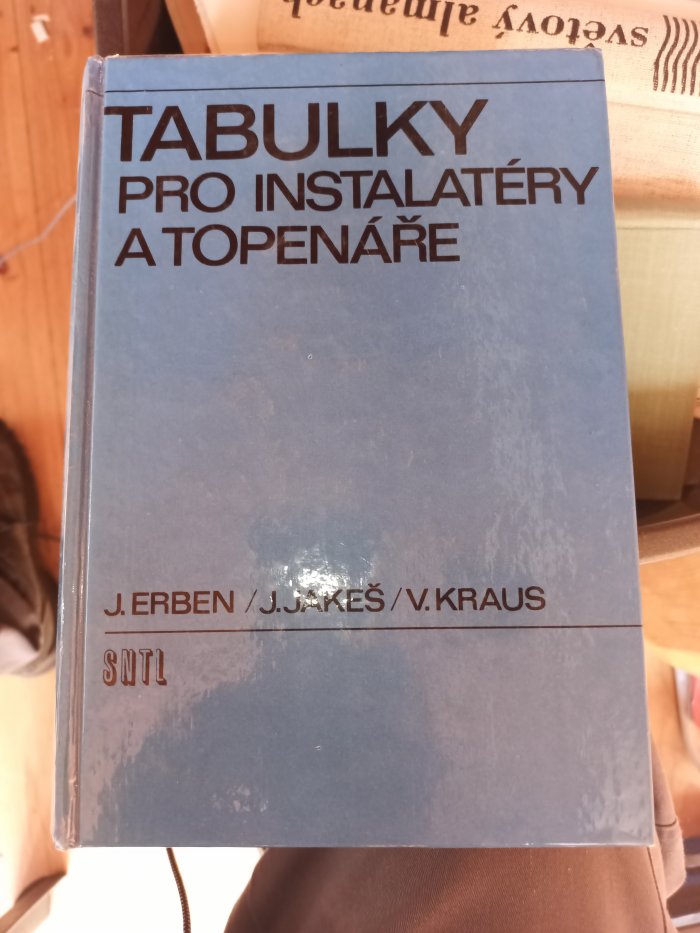 světový almanach
TABULKY
PRO INSTALATÉRY
A TOPENÁŘE
J. ERBEN / J. JAKEŠ / V. KRAUS
SNTL